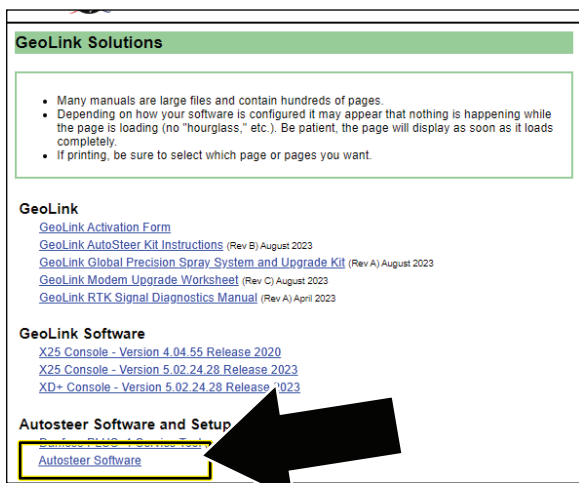 GeoLink Solutions
• Many manuals are large files and contain hundreds of pages.
• Depending on how your software is configured it may appear that nothing is happening while
the page is loading (no "hourglass," etc.). Be patient, the page will display as soon as it loads
completely.
• If printing, be sure to select which page or pages you want.
GeoLink
GeoLink Activation Form
GeoLink AutoSteer Kit Instructions (Rev B) August 2023
GeoLink Global Precision Spray System and Upgrade Kit (Rev A) August 2023
GeoLink Modem Upgrade Worksheet (Rev C) August 2023
GeoLink RTK Signal Diagnostics Manual (Rev A) April 2023
GeoLink Software
X25 Console - Version 4.04.55 Release 2020
X25 Console - Version 5.02.24.28 Release 2023
XD+ Console - Version 5.02.24.28 Release 2023
Autosteer Software and Setup
Danfoss PLUS+1 Service Tool
Autosteer Software